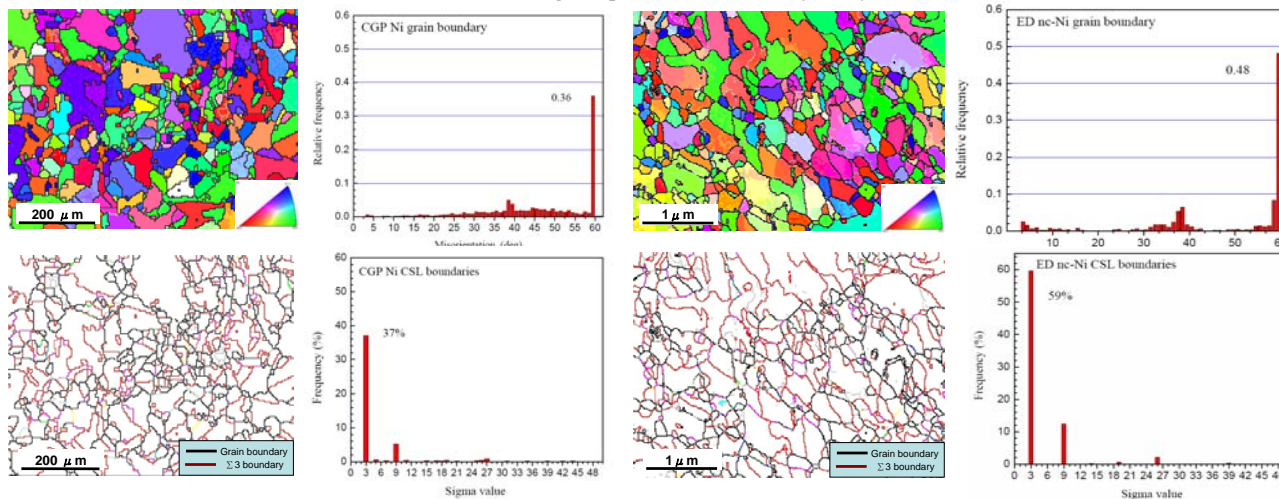 CGP Ni grain boundary
0.36
Relative frequency
0.6
0.5
0.4
0.3
0.2
0.1
0.0
0 5 10 15 20 25 30 35 40 45 50 55 60
Misorientation (deg)
200 μm
ED nc-Ni grain boundary
0.48
Relative frequency
0.6
0.5
0.4
0.3
0.2
0.1
0.0
10 20 30 40 50
1 μm
CGP Ni CSL boundaries
37%
Frequency (%)
60
50
40
30
20
10
0
0 3 6 9 12 15 18 21 24 27 30 33 36 39 42 45 48
Sigma value
Grain boundary
Σ3 boundary
200 μm
ED nc-Ni CSL boundaries
59%
Frequency (%)
60
50
40
30
20
10
0
0 3 6 9 12 15 18 21 24 27 30 33 36 39 42 45
Sigma value
Grain boundary
Σ3 boundary
1 μm